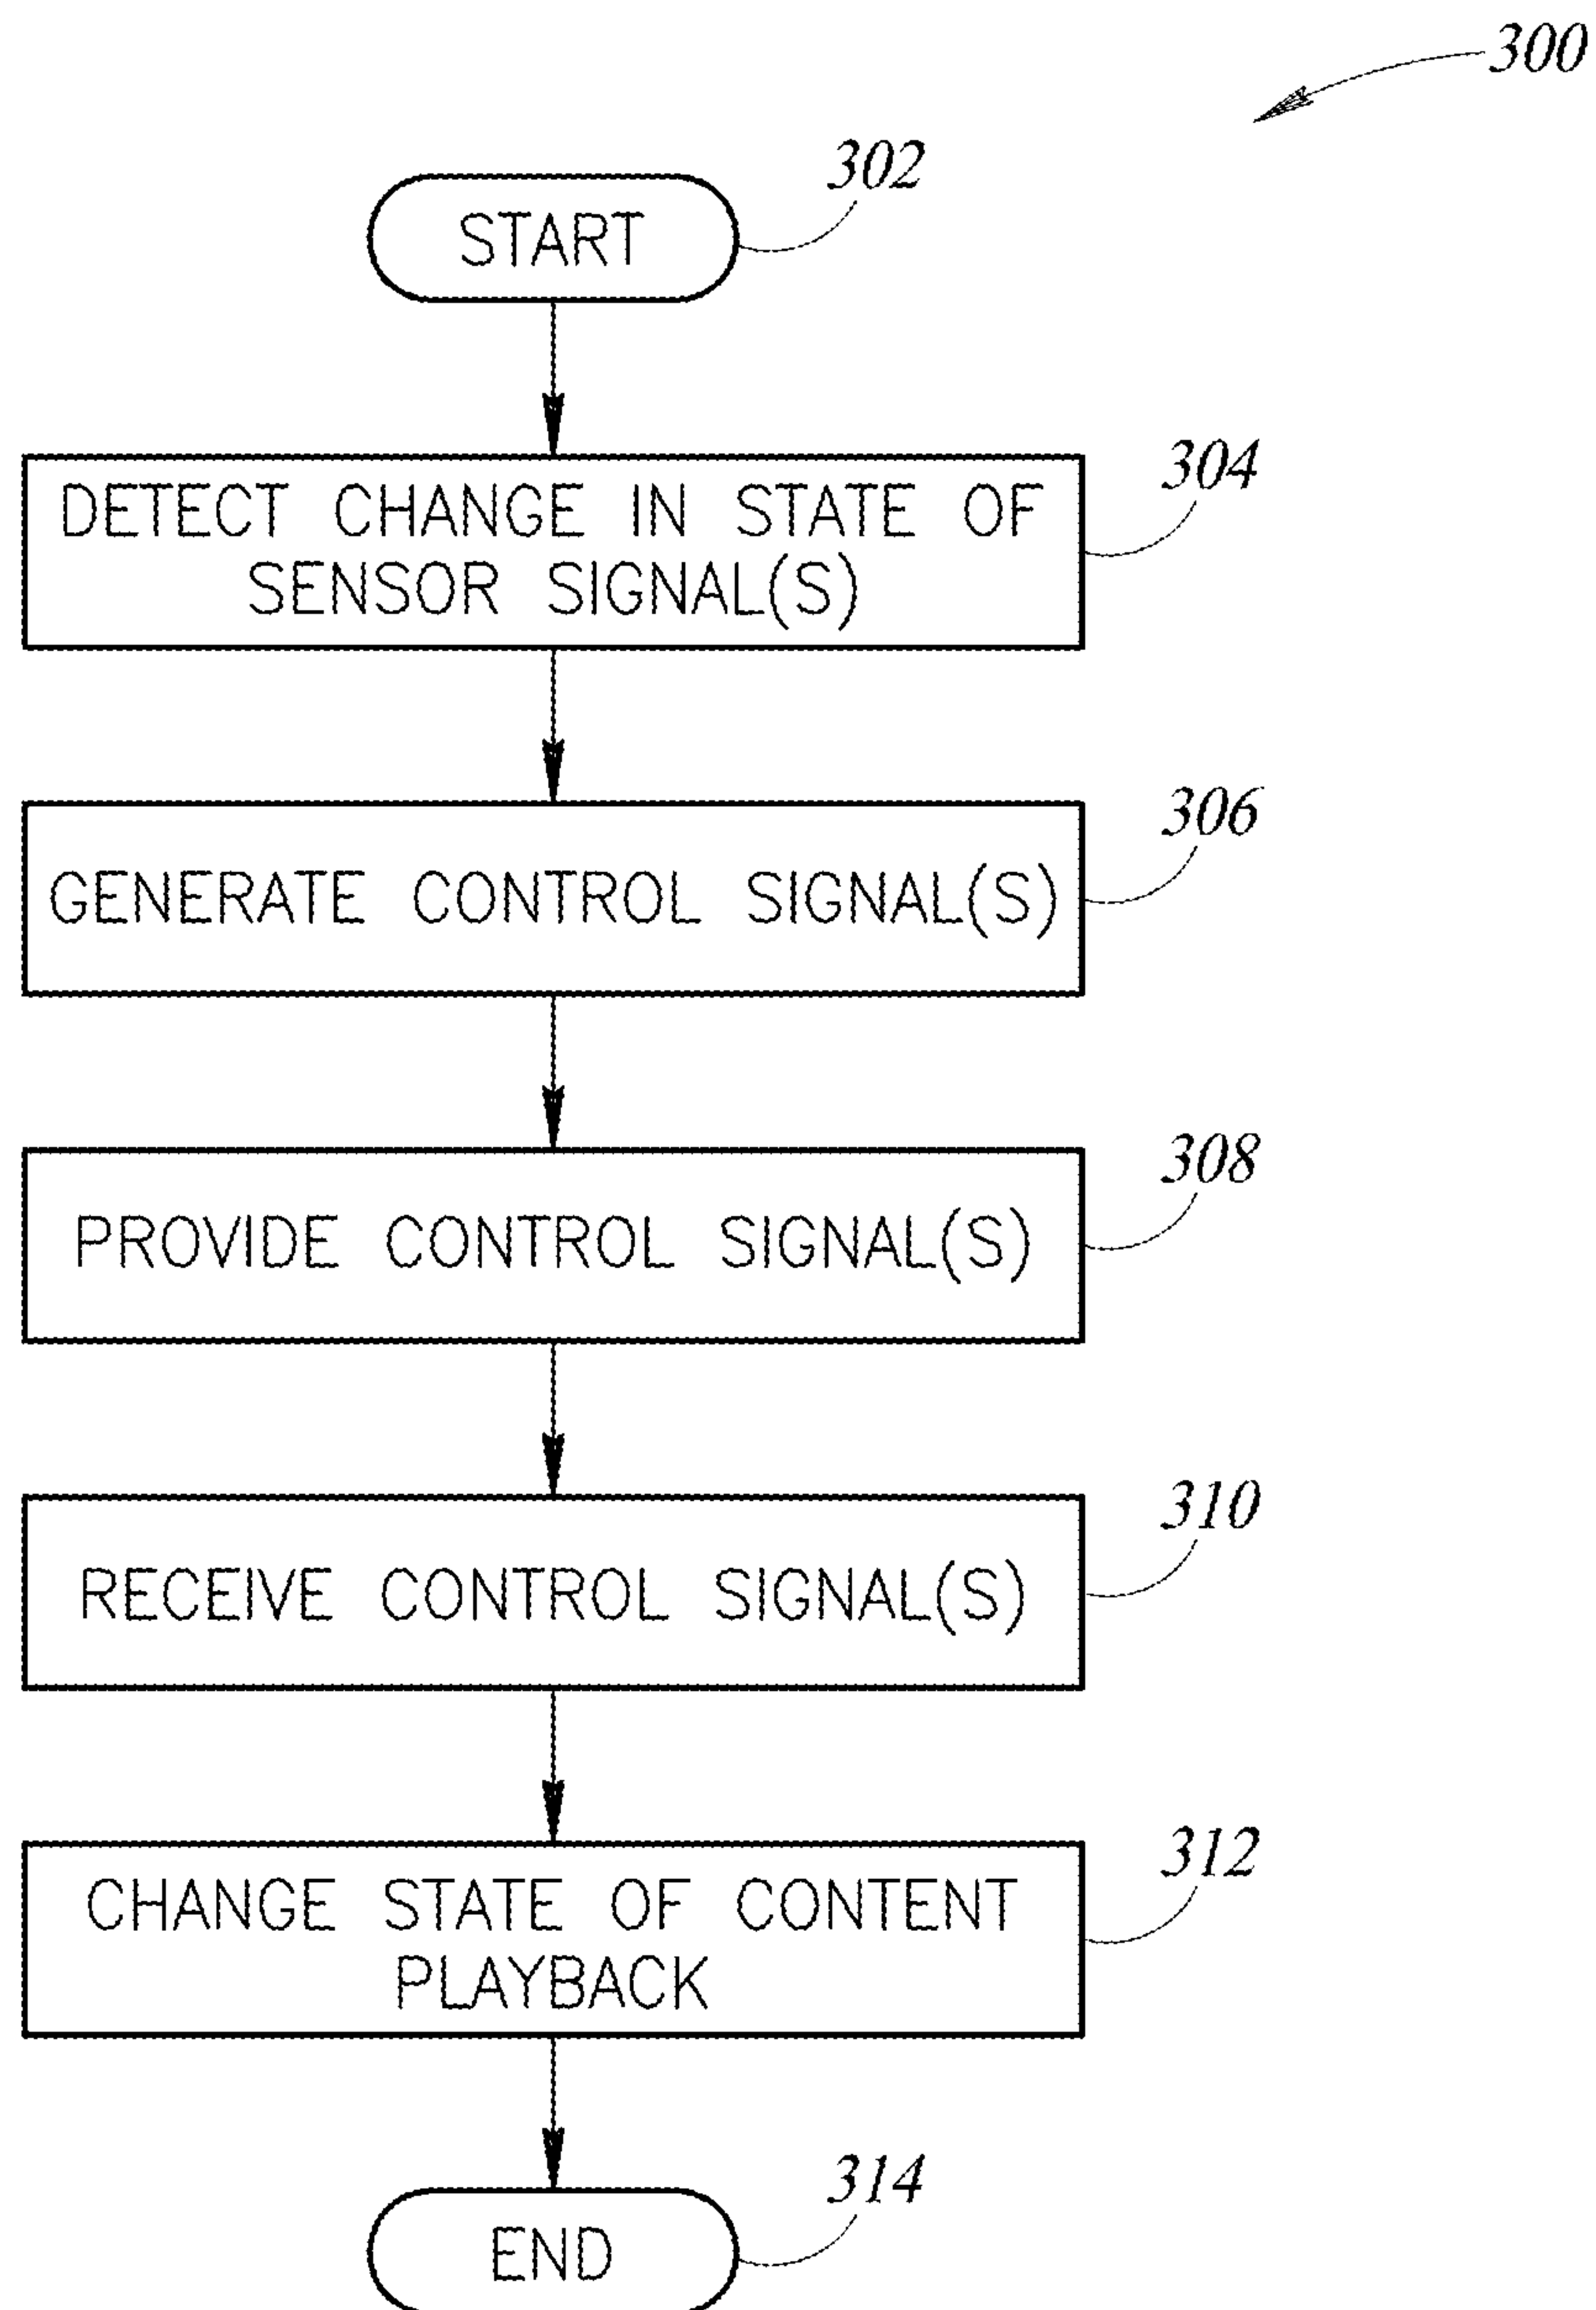 300
302
START
304
DETECT CHANGE IN STATE OF
SENSOR SIGNAL(S)
306
GENERATE CONTROL SIGNAL(S)
308
PROVIDE CONTROL SIGNAL(S)
310
RECEIVE CONTROL SIGNAL(S)
312
CHANGE STATE OF CONTENT
PLAYBACK
314
END